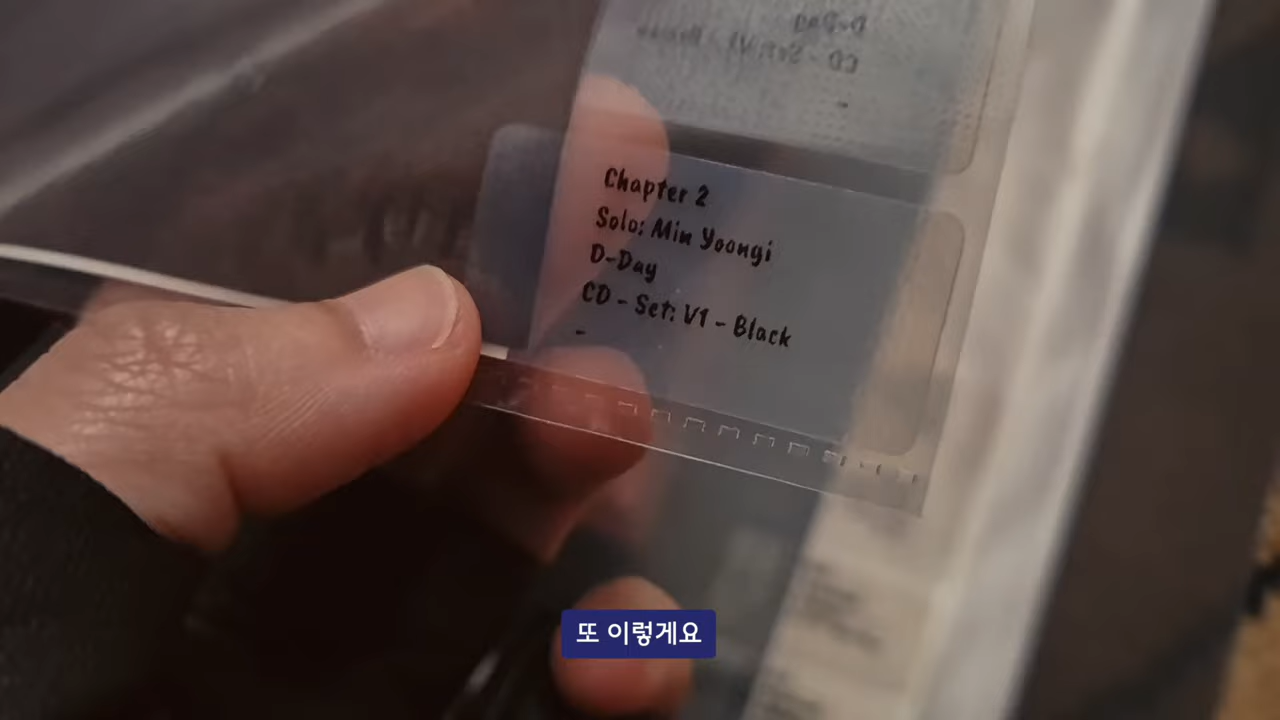 Chapter 2
Solo: Min Yoongi
D-Day
CD - Set: V1 - Black
-
또 이렇게요